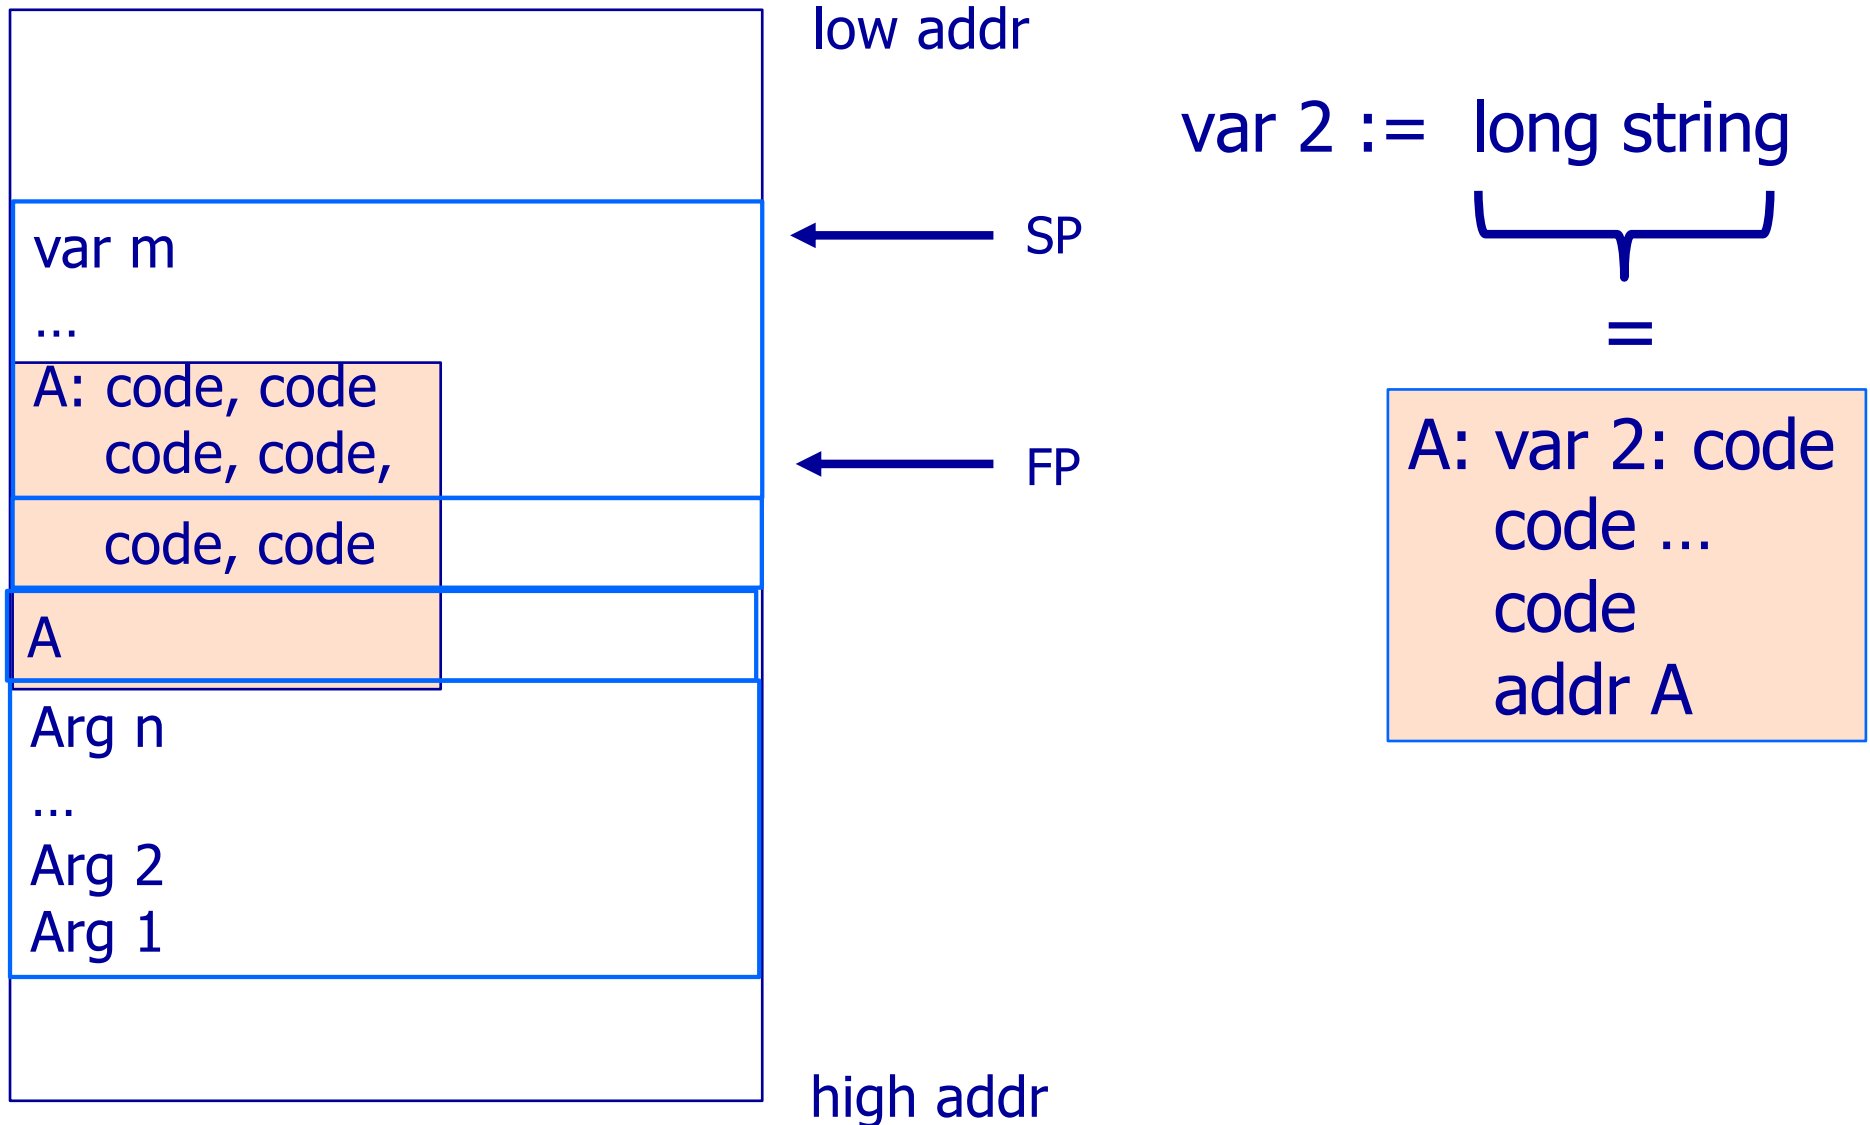 low addr
var 2 := long string
var m
SP
…
=
A: code, code
code, code,
FP
code, code
A
Arg n
…
Arg 2
Arg 1
A: var 2: code
code …
code
addr A
high addr